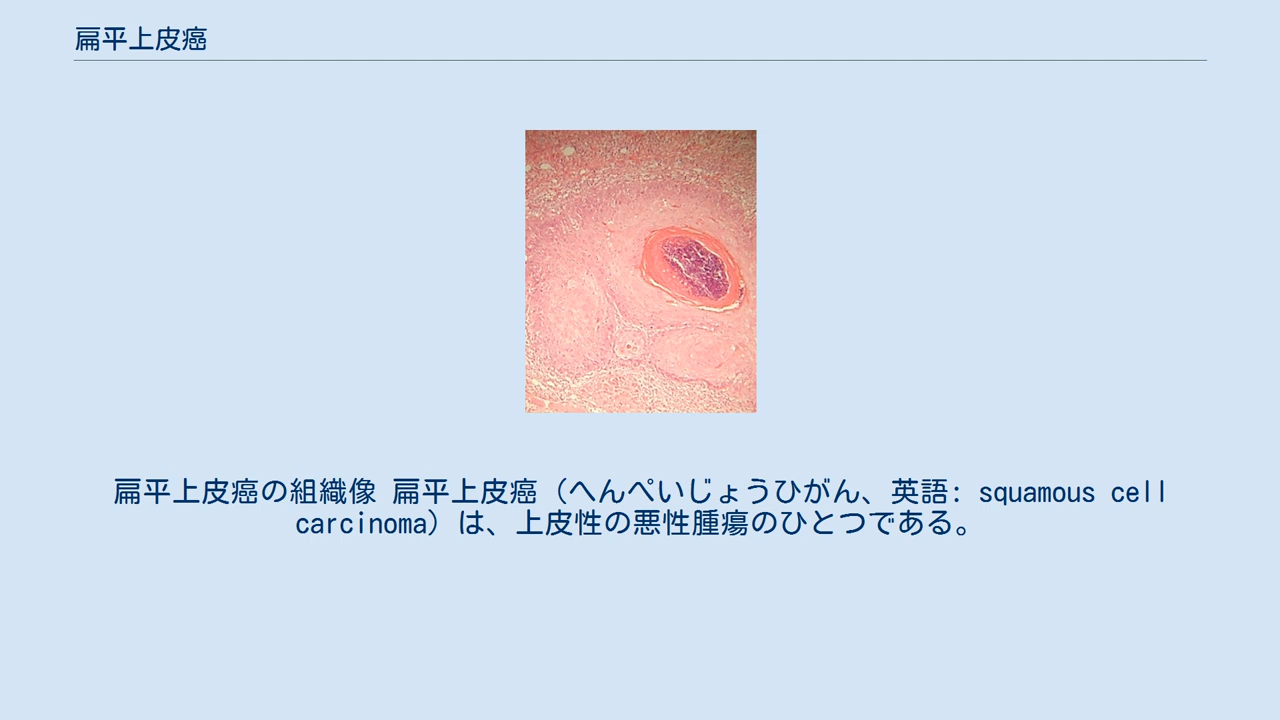 扁平上皮癌
扁平上皮癌の組織像 扁平上皮癌（へんぺいじょうひがん、英語: squamous cell
carcinoma）は、上皮性の悪性腫瘍のひとつである。